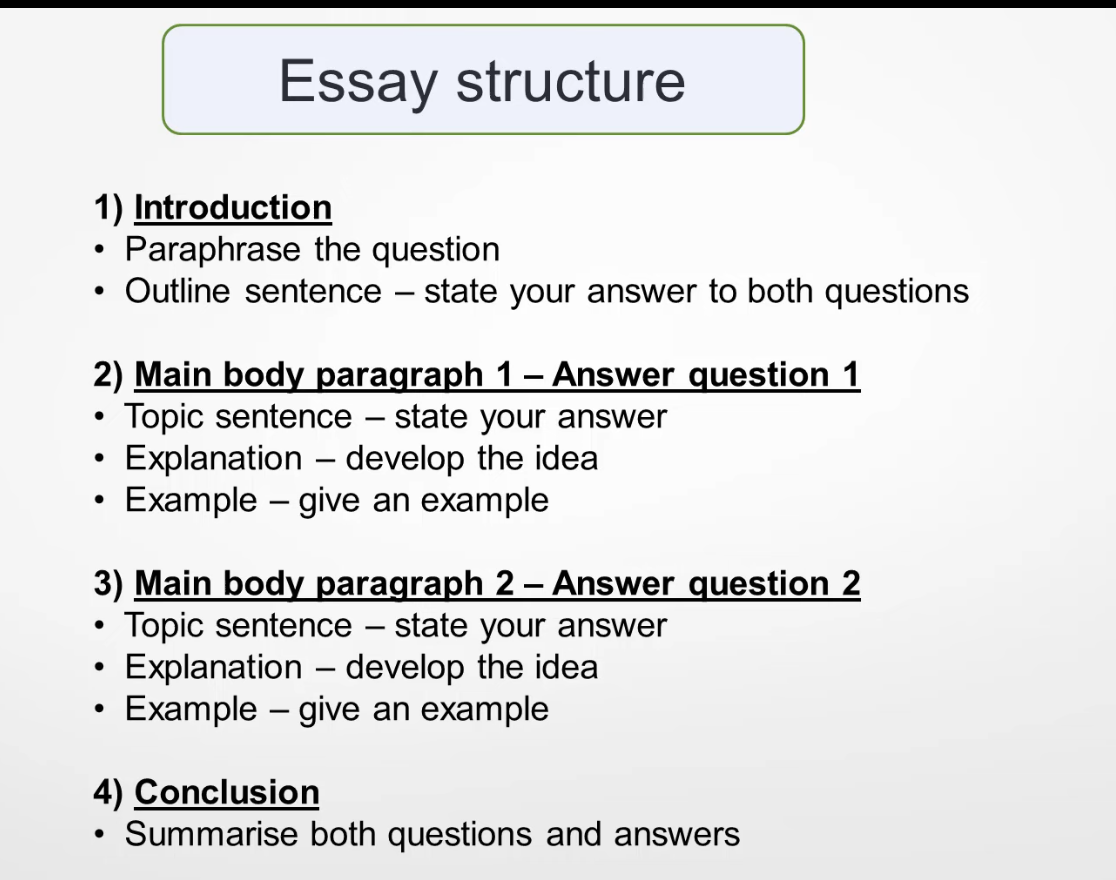 Essay structure
1) Introduction
• Paraphrase the question
• Outline sentence – state your answer to both questions
2) Main body paragraph 1 – Answer question 1
• Topic sentence – state your answer
• Explanation – develop the idea
• Example – give an example
3) Main body paragraph 2 – Answer question 2
• Topic sentence – state your answer
• Explanation – develop the idea
• Example – give an example
4) Conclusion
• Summarise both questions and answers